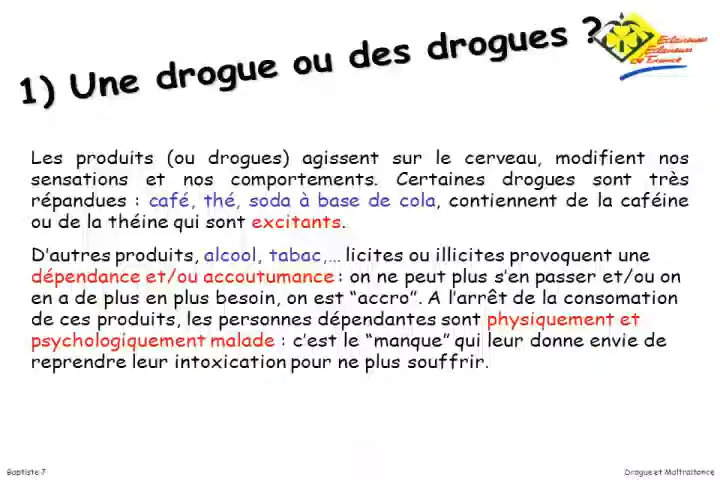 1) Une drogue ou des drogues ?
Eclaireuses
Eclaireurs
de France
Les produits (ou drogues) agissent sur le cerveau, modifient nos
sensations et nos comportements. Certaines drogues sont très
répandues : café, thé, soda à base de cola, contiennent de la caféine
ou de la théine qui sont excitants.
D’autres produits, alcool, tabac,… licites ou illicites provoquent une
dépendance et/ou accoutumance : on ne peut plus s’en passer et/ou on
en a de plus en plus besoin, on est “accro”. A l’arrêt de la consomation
de ces produits, les personnes dépendantes sont physiquement et
psychologiquement malade : c’est le “manque” qui leur donne envie de
reprendre leur intoxication pour ne plus souffrir.
Baptiste J
Drogue et Maltraitance